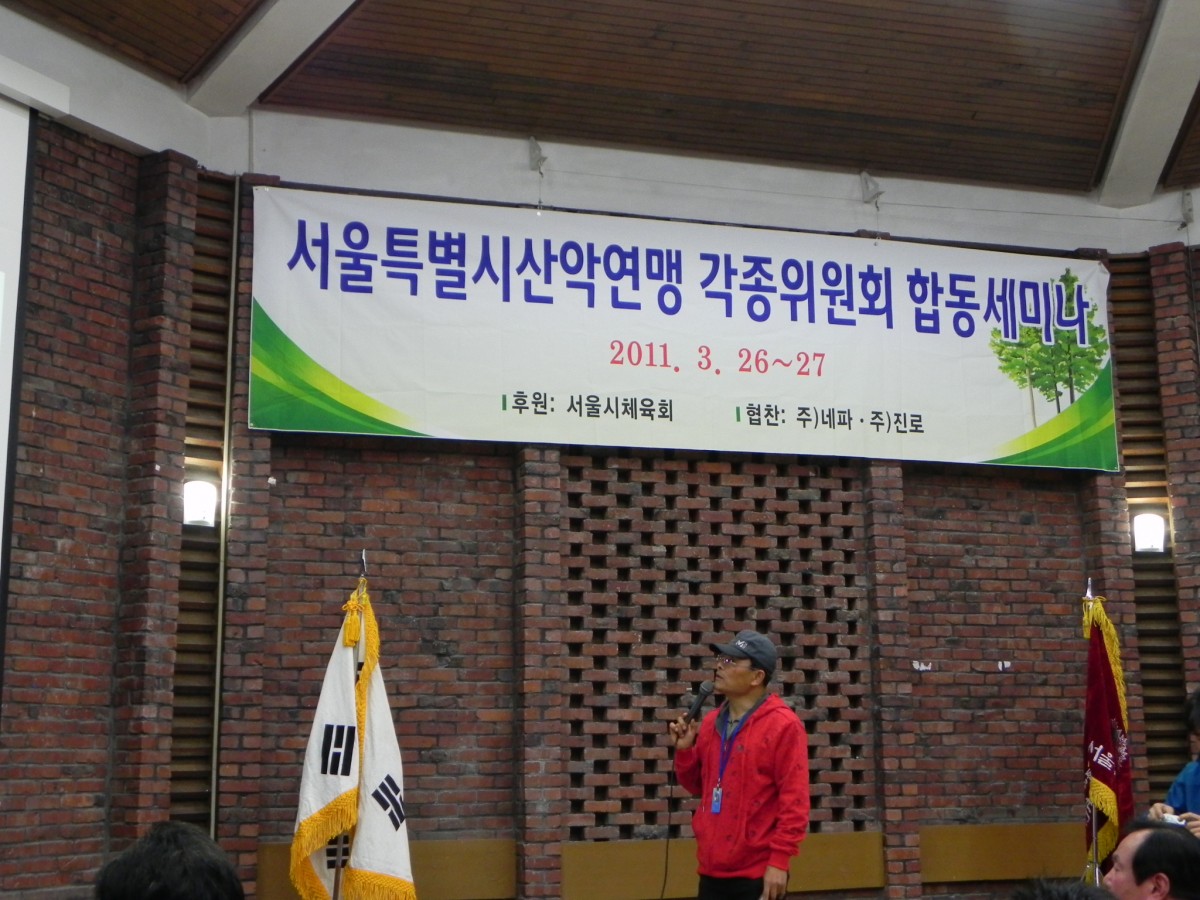 서울특별시산악연맹 각종위원회 합동세미나
2011. 3. 26~27
후원: 서울시체육회
협찬: 주)네파 · 주)진로
서울